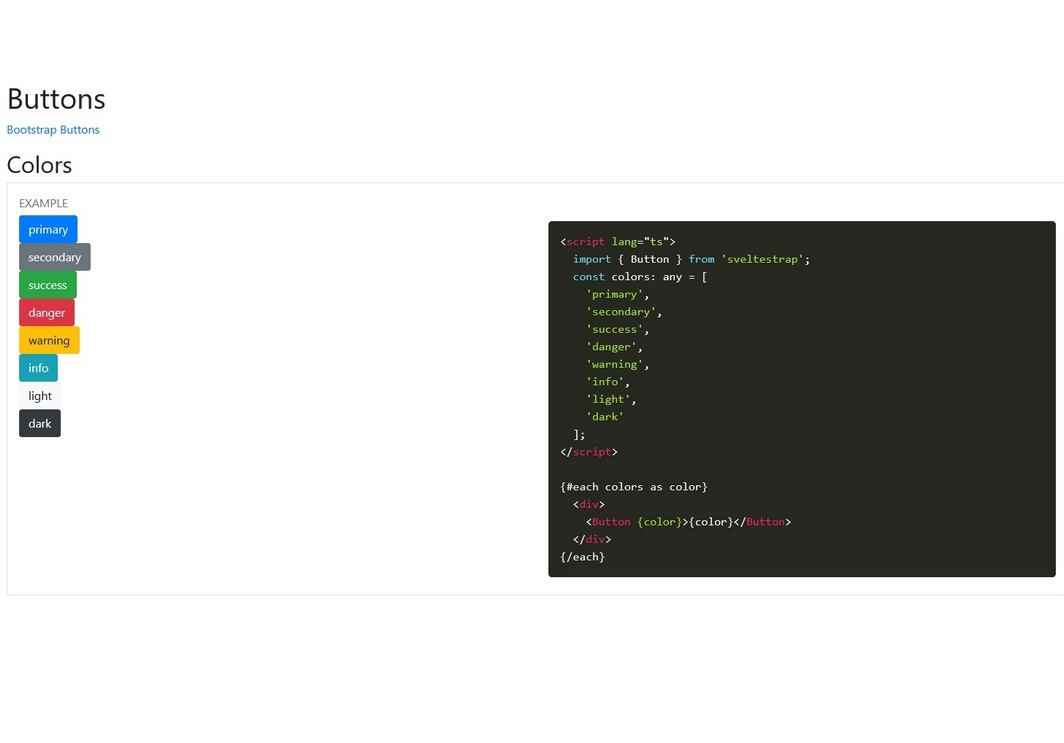 Buttons
Bootstrap Buttons
Colors
EXAMPLE
primary
secondary
success
danger
warning
info
light
dark
<script lang="ts">
  import { Button } from 'sveltestrap';
  const colors: any = [
    'primary',
    'secondary',
    'success',
    'danger',
    'warning',
    'info',
    'light',
    'dark'
  ];
</script>

{#each colors as color}
  <div>
    <Button {color}>{color}</Button>
  </div>
{/each}